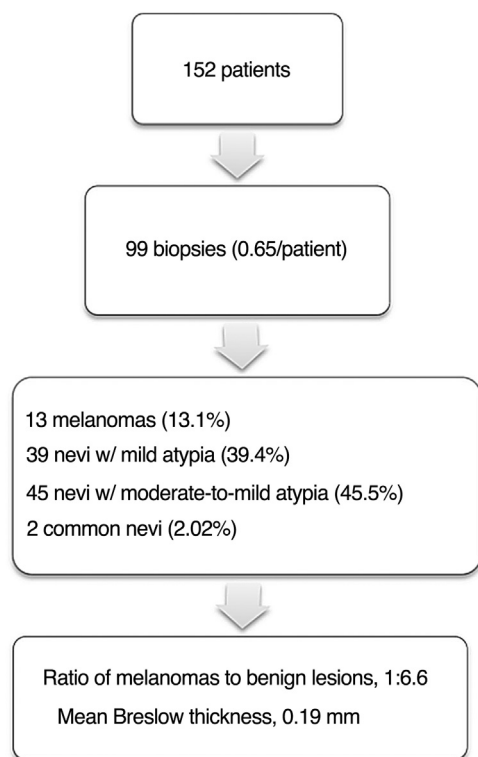 152 patients
99 biopsies (0.65/patient)
13 melanomas (13.1%)
39 nevi w/ mild atypia (39.4%)
45 nevi w/ moderate-to-mild atypia (45.5%)
2 common nevi (2.02%)
Ratio of melanomas to benign lesions, 1:6.6
Mean Breslow thickness, 0.19 mm